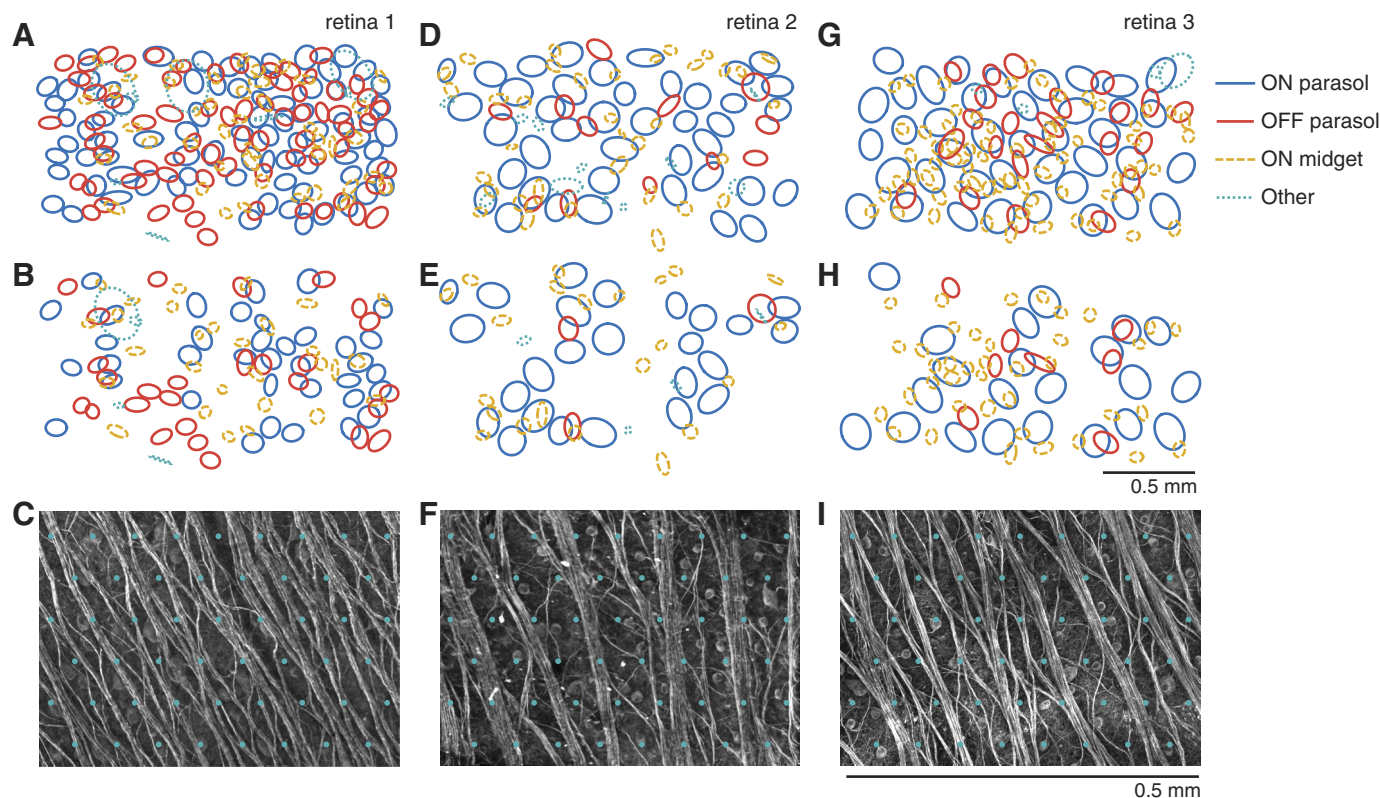 A
retina 1
D
retina 2
G
retina 3
ON parasol
OFF parasol
ON midget
Other
B
E
H
0.5 mm
C
F
I
0.5 mm